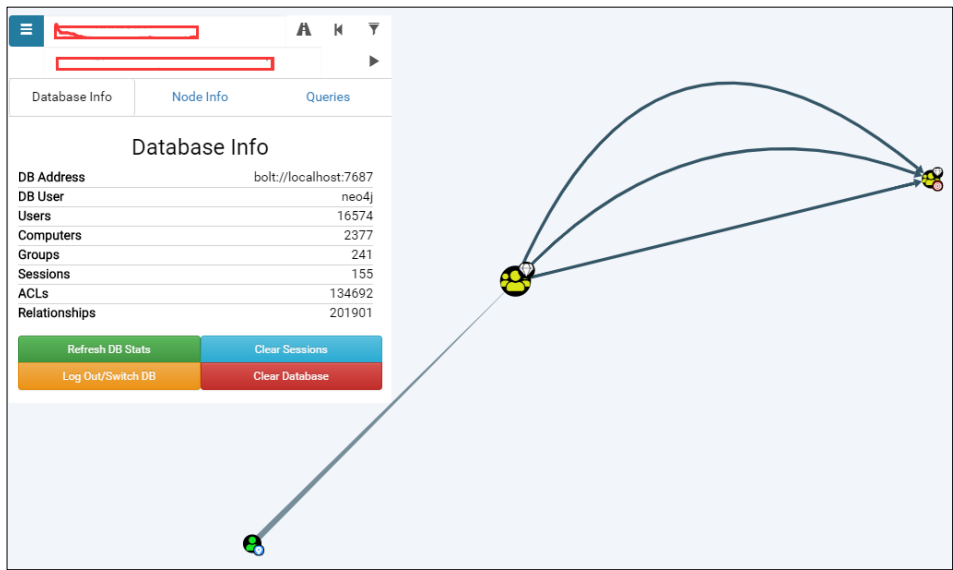 Database Info Node Info Queries
Database Info
DB Address bolt://localhost:7687
DB User neo4j
Users 16574
Computers 2377
Groups 241
Sessions 155
ACLs 134692
Relationships 201901
Refresh DB Stats Clear Sessions
Log Out/Switch DB Clear Database